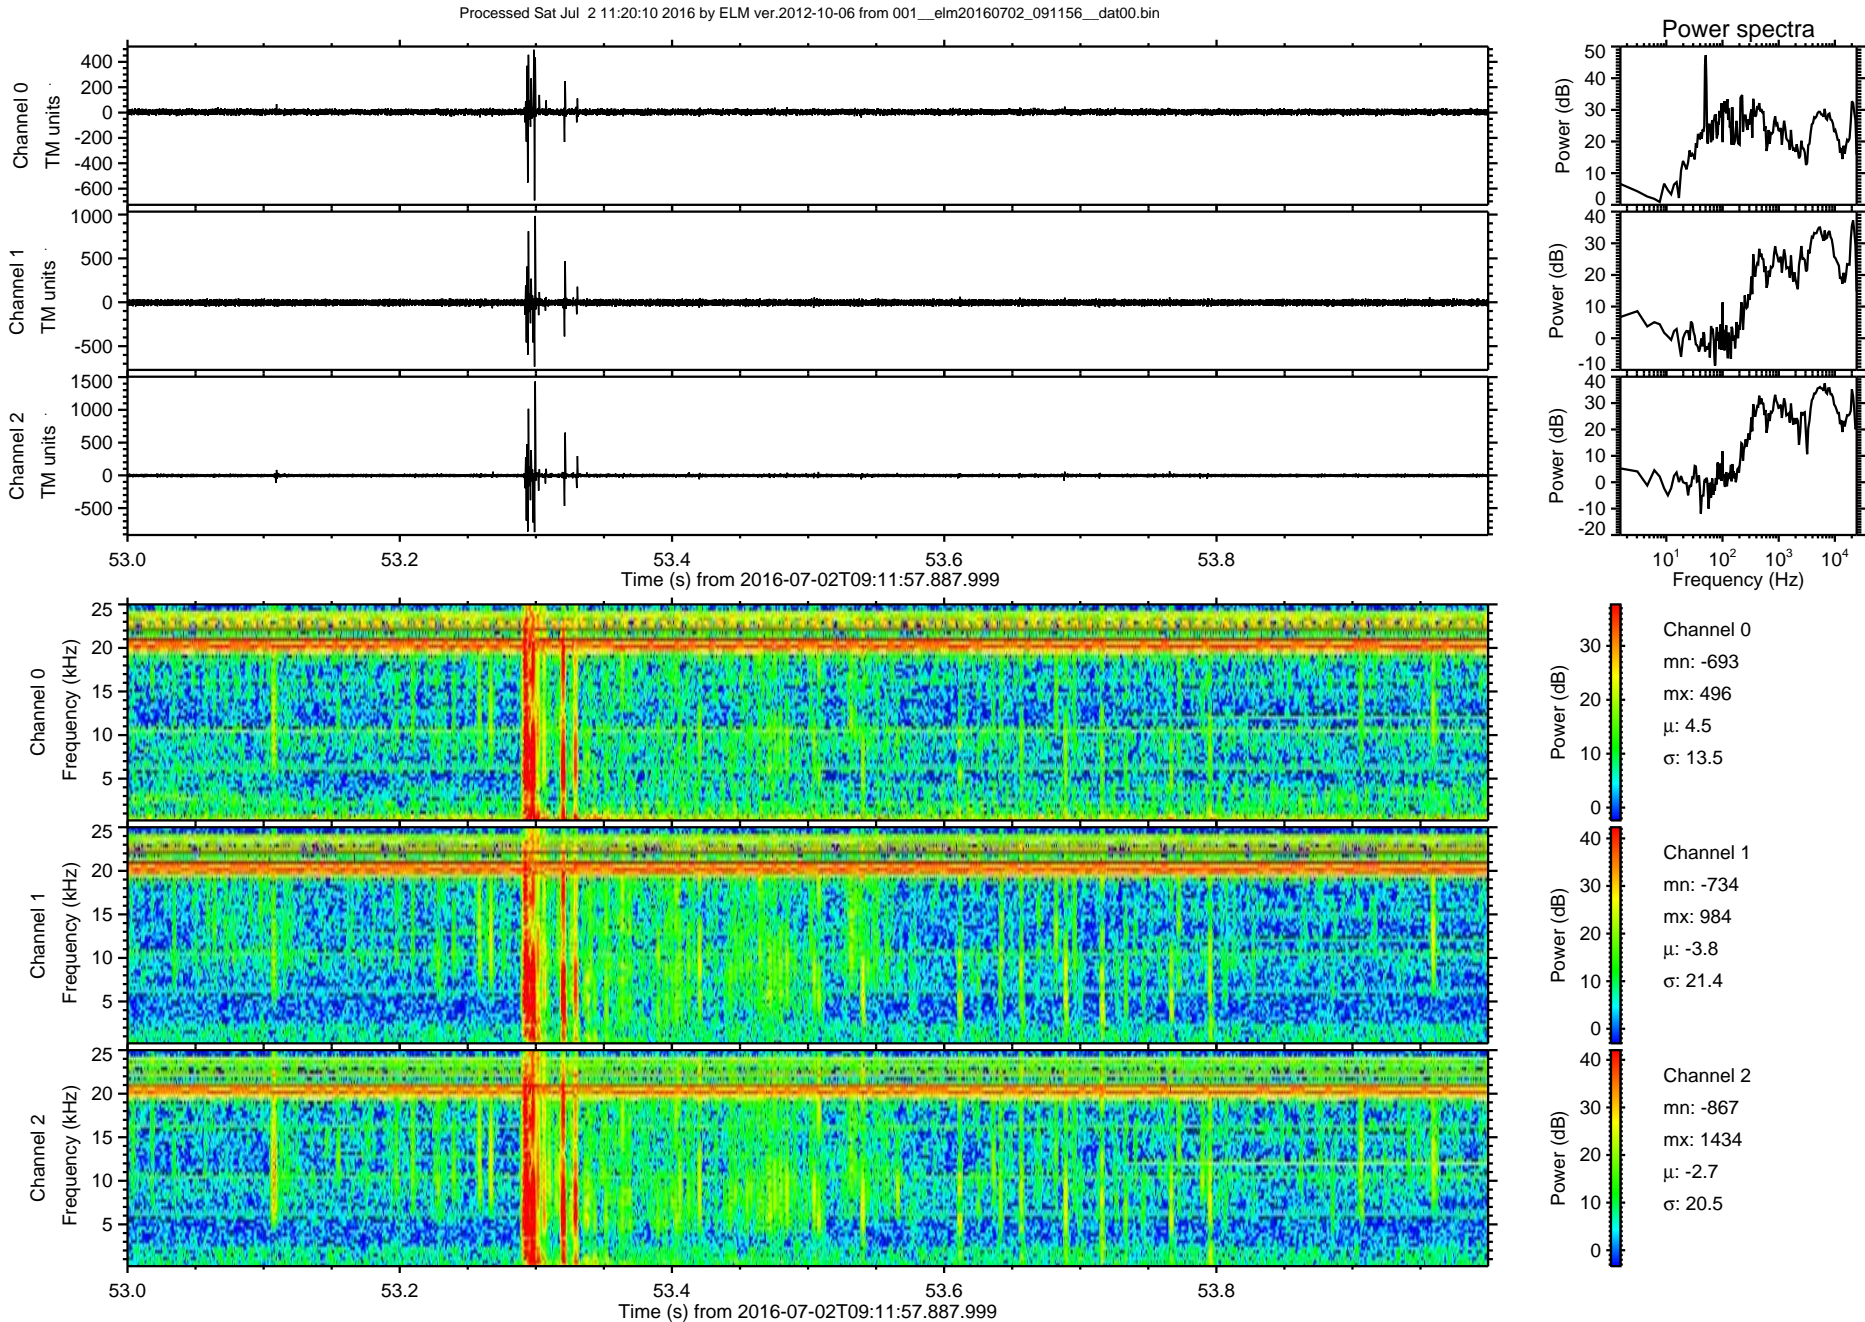 Processed Sat Jul  2 11:20:10 2016 by ELM ver.2012-10-06 from 001__elm20160702_091156__dat00.bin
Power spectra
Channel 0
TM units
400
200
0
-200
-400
-600
Power (dB)
50
40
30
20
10
0
Channel 1
TM units
1000
500
0
-500
Power (dB)
40
30
20
10
0
-10
Channel 2
TM units
1500
1000
500
0
-500
Power (dB)
40
30
20
10
0
-10
-20
53.0 53.2 53.4 53.6 53.8
Time (s) from 2016-07-02T09:11:57.887.999
10^1 10^2 10^3 10^4
Frequency (Hz)
Channel 0
Frequency (kHz)
25
20
15
10
5
Power (dB)
30
20
10
0
Channel 0
mn: -693
mx: 496
μ: 4.5
σ: 13.5
Channel 1
Frequency (kHz)
25
20
15
10
5
Power (dB)
40
30
20
10
0
Channel 1
mn: -734
mx: 984
μ: -3.8
σ: 21.4
Channel 2
Frequency (kHz)
25
20
15
10
5
Power (dB)
40
30
20
10
0
Channel 2
mn: -867
mx: 1434
μ: -2.7
σ: 20.5
53.0 53.2 53.4 53.6 53.8
Time (s) from 2016-07-02T09:11:57.887.999